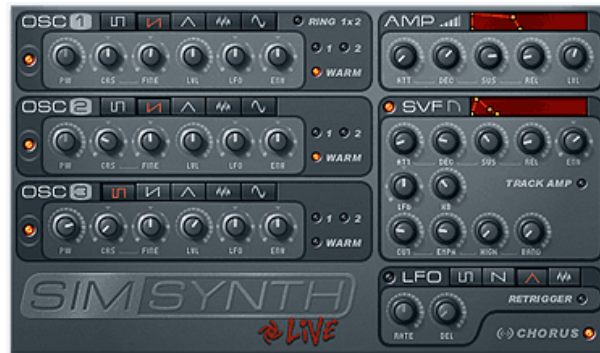 OSC 1
RING 1x2
PW CRS FINE LVL LFO ENV
1 2
WARM
OSC 2
PW CRS FINE LVL LFO ENV
1 2
WARM
OSC 3
PW CRS FINE LVL LFO ENV
1 2
WARM
SIMSYNTH
LIVE
AMP
ATT DEC SUS REL LVL
SVF
ATT DEC SUS REL ENV
LFO KB
TRACK AMP
CUT EMPH HIGH BAND
LFO
RETRIGGER
RATE DEL
CHORUS